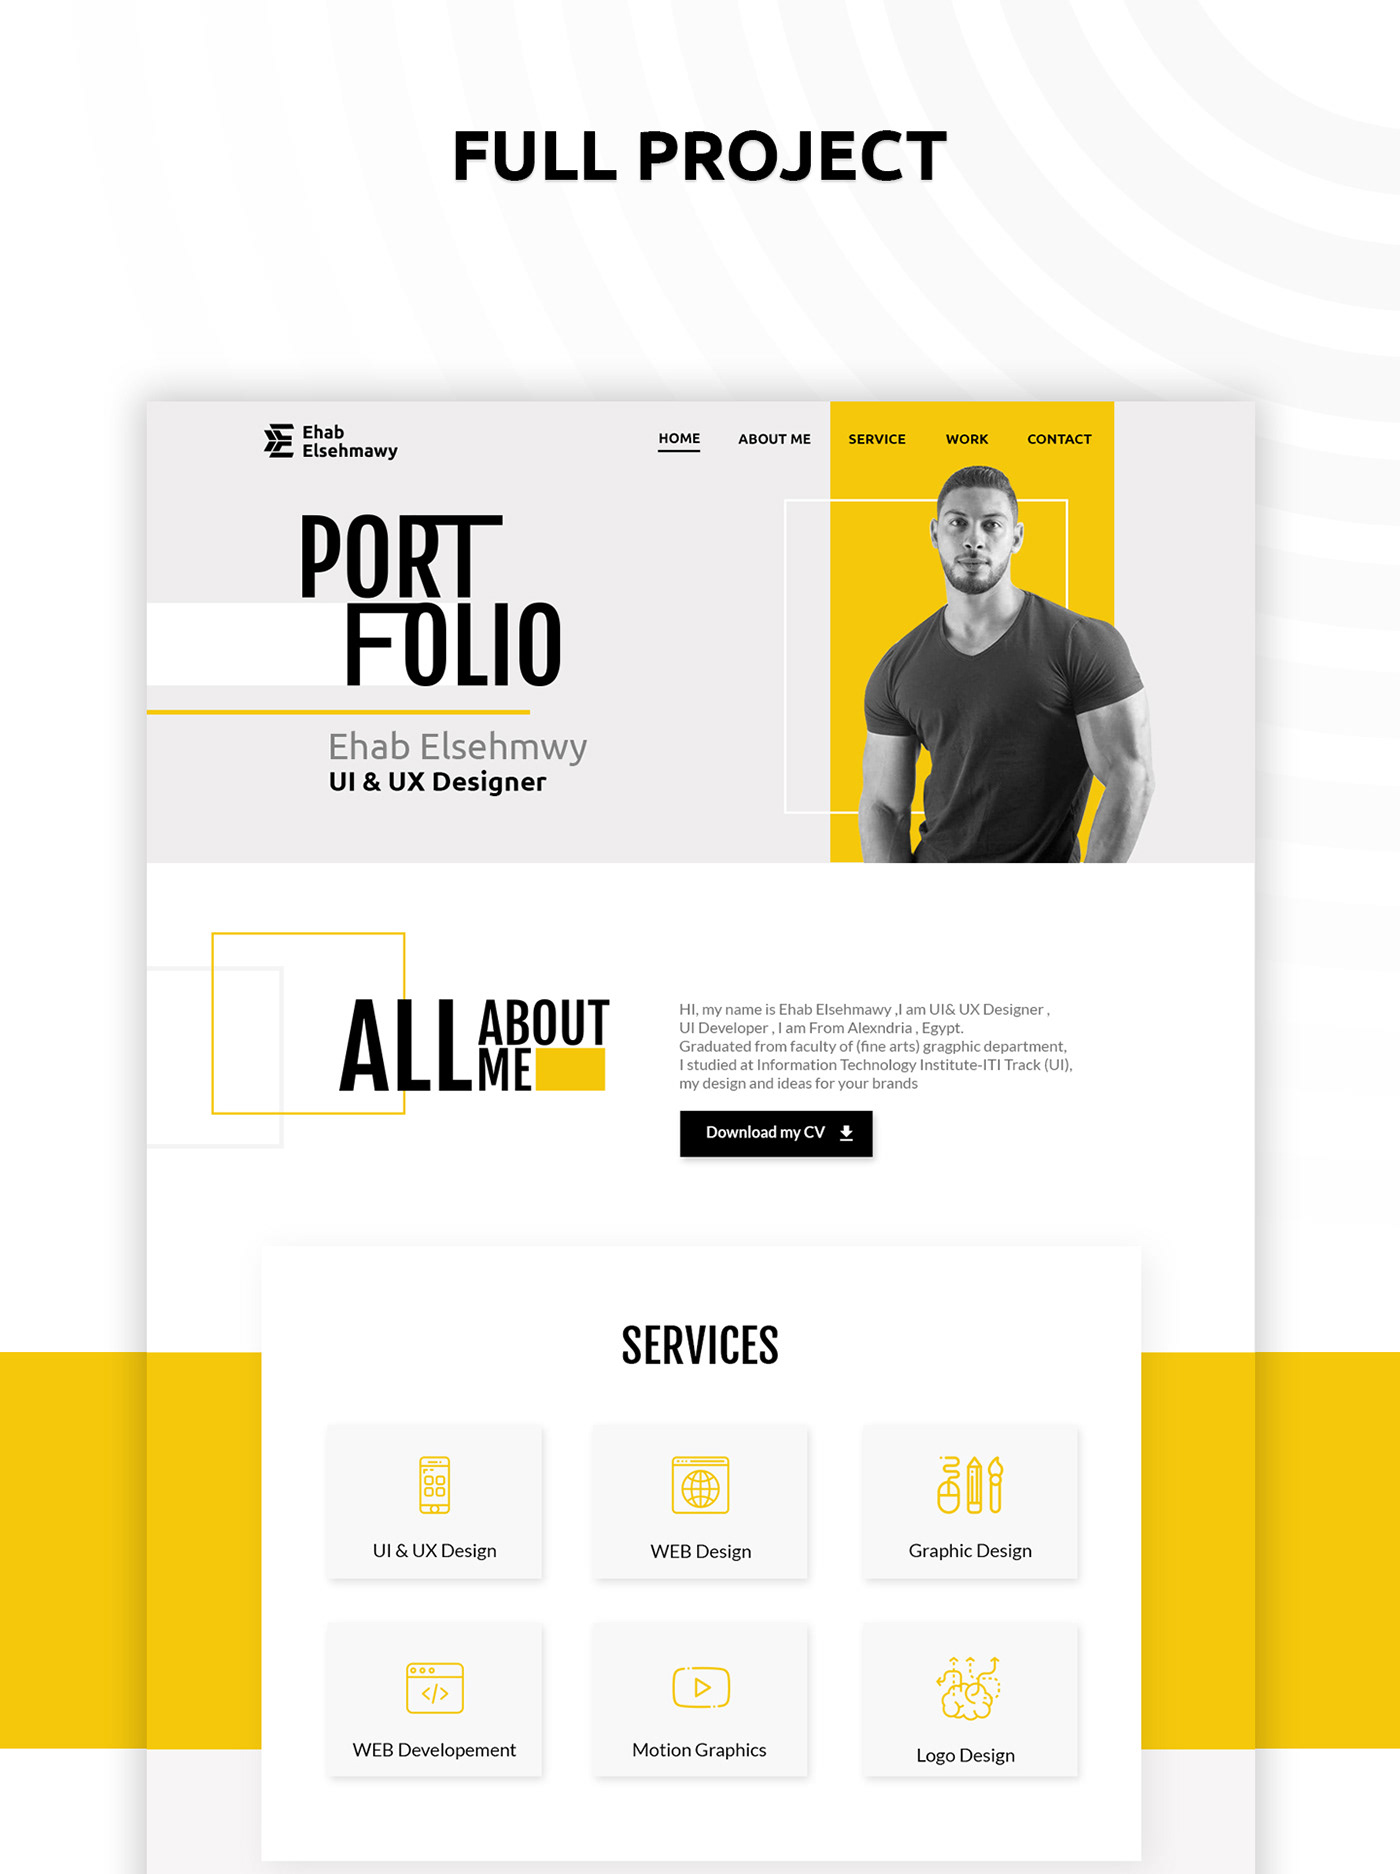 FULL PROJECT
Ehab
Elsehmawy
HOME ABOUT ME SERVICE WORK CONTACT
PORT
FOLIO
Ehab Elsehmwy
UI & UX Designer
ALL ABOUT
ME
HI, my name is Ehab Elsehmawy ,I am UI& UX Designer ,
UI Developer , I am From Alexndria , Egypt.
Graduated from faculty of (fine arts) gragphic department,
I studied at Information Technology Institute-ITI Track (UI),
my design and ideas for your brands
Download my CV
SERVICES
UI & UX Design
WEB Design
Graphic Design
WEB Developement
Motion Graphics
Logo Design